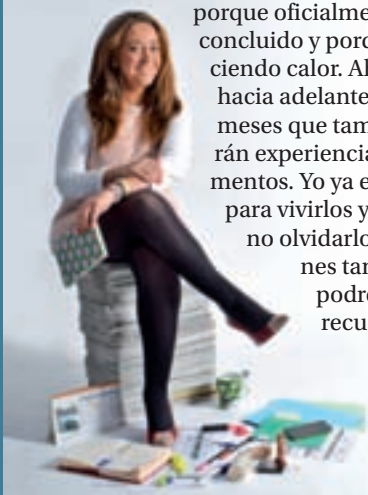 porque oficialme
concluido y porq
ciendo calor. Al
hacia adelante
meses que tam
rán experiencia
mentos. Yo ya e
para vivirlos y
no olvidarlo
nes tan
podre
recu